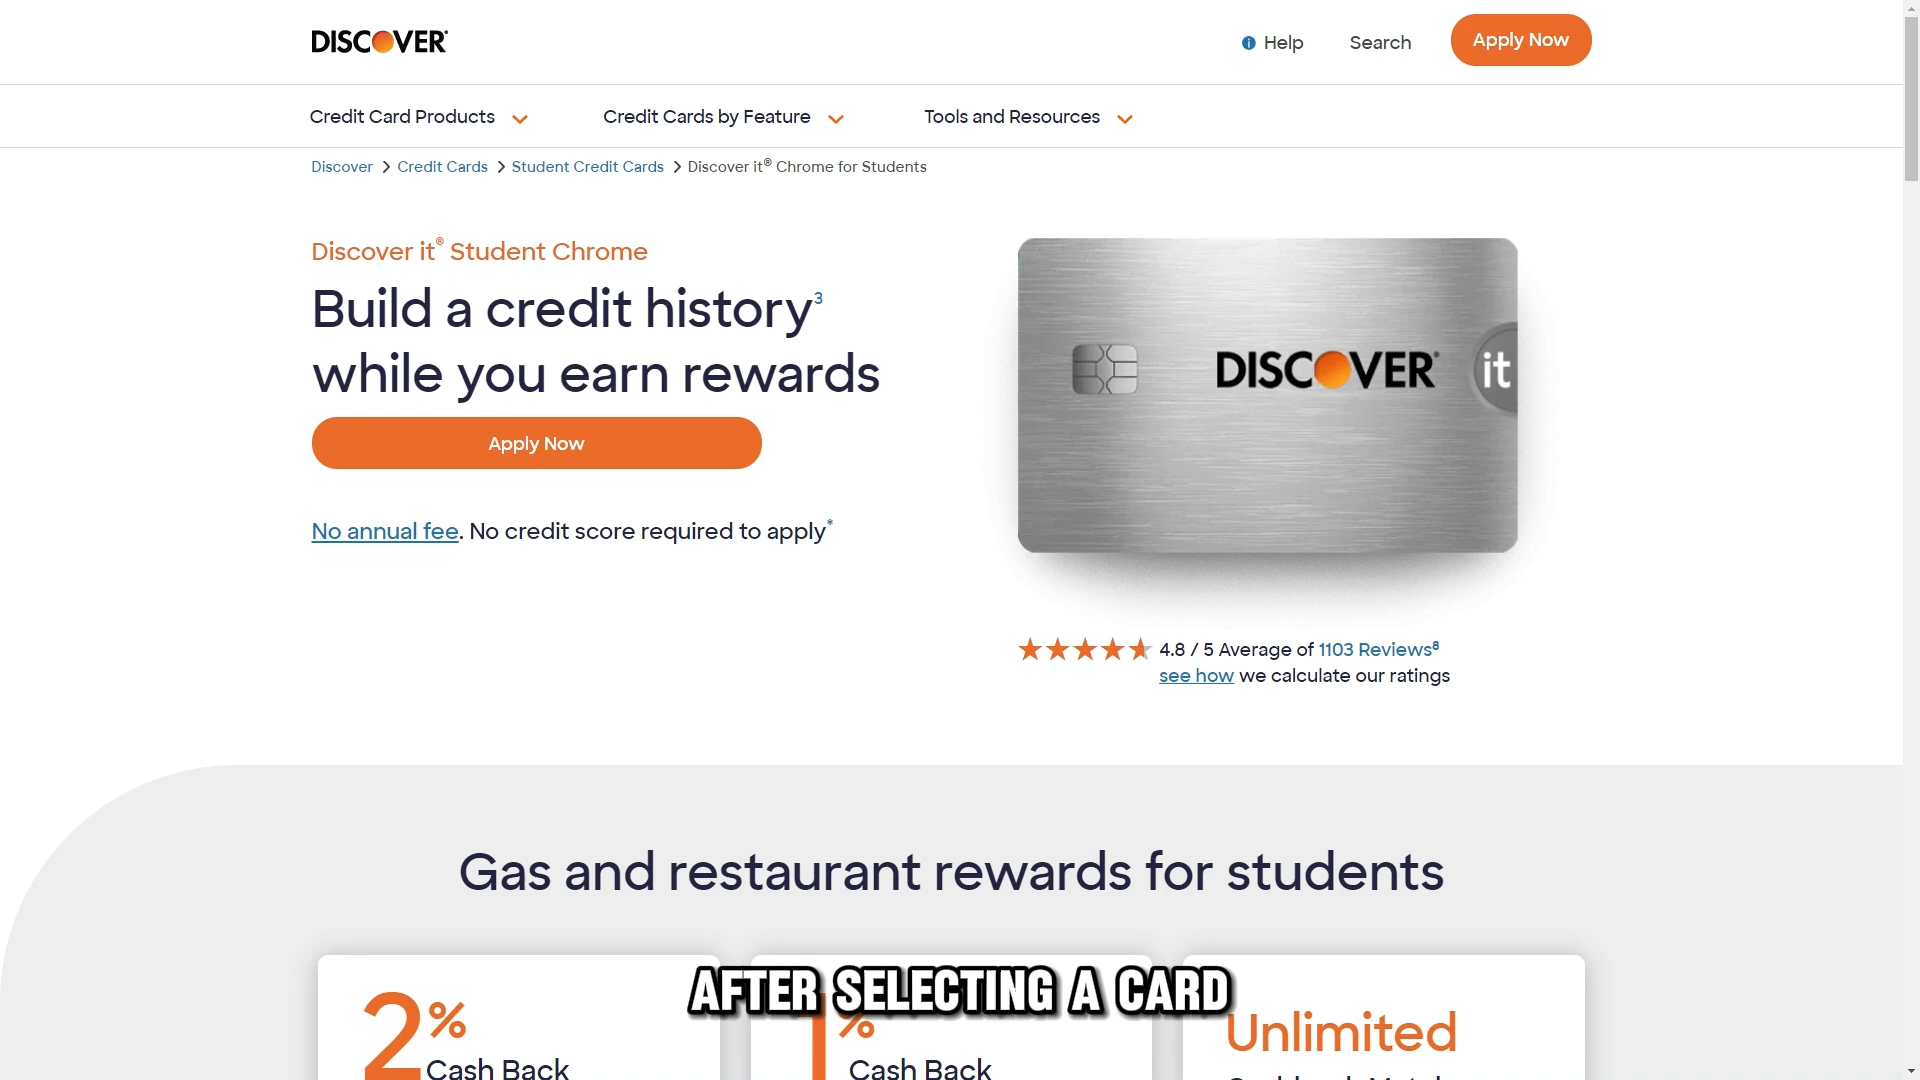 DISCOVER
Help
Search
Apply Now
Credit Card Products
Credit Cards by Feature
Tools and Resources
Discover > Credit Cards > Student Credit Cards > Discover it® Chrome for Students
Discover it® Student Chrome
Build a credit history³
while you earn rewards
Apply Now
No annual fee. No credit score required to apply*
DISCOVER
it
4.8 / 5 Average of 1103 Reviews⁸
see how we calculate our ratings
Gas and restaurant rewards for students
2%
Cash Back
1%
Cash Back
Unlimited
AFTER SELECTING A CARD